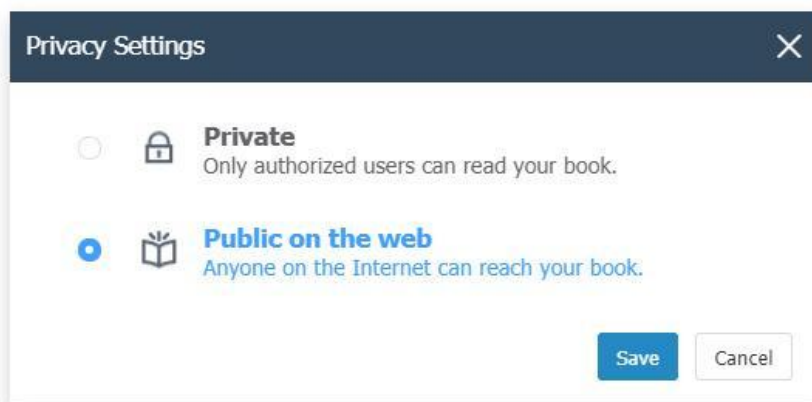 Privacy Settings
Private
Only authorized users can read your book.
Public on the web
Anyone on the Internet can reach your book.
Save Cancel